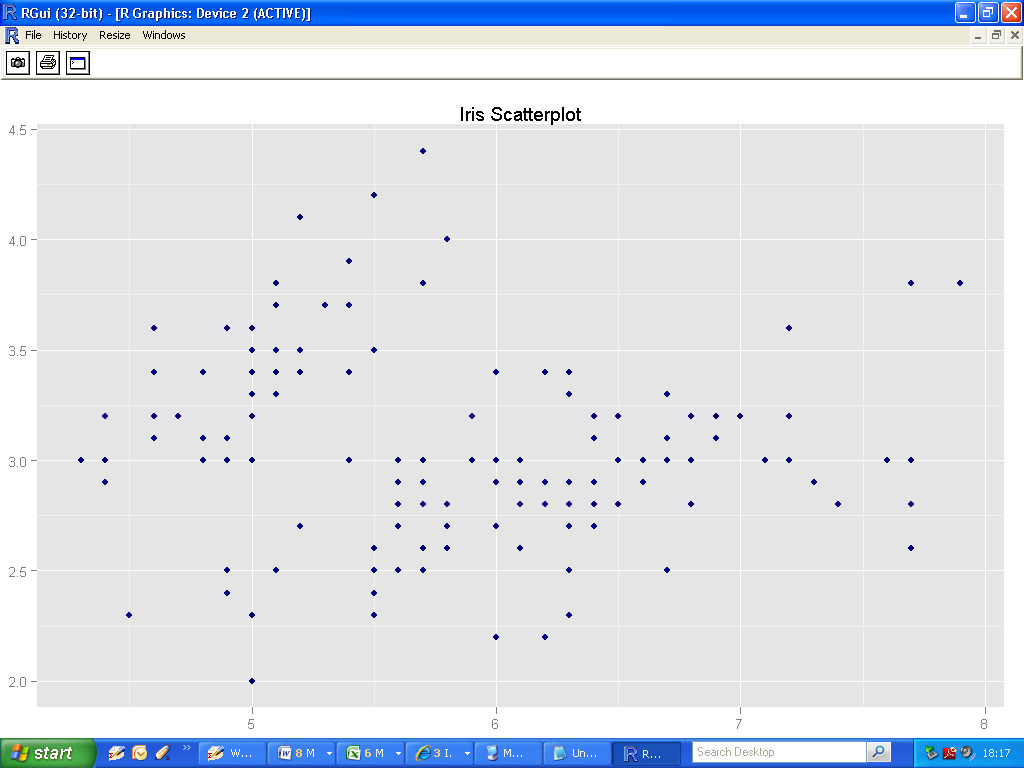 RGui (32-bit) - [R Graphics: Device 2 (ACTIVE)]
File History Resize Windows
Iris Scatterplot
4.5
4.0
3.5
3.0
2.5
2.0
5 6 7 8
start W... 8 M 6 M 3 I. M... Un... R... Search Desktop 18:17